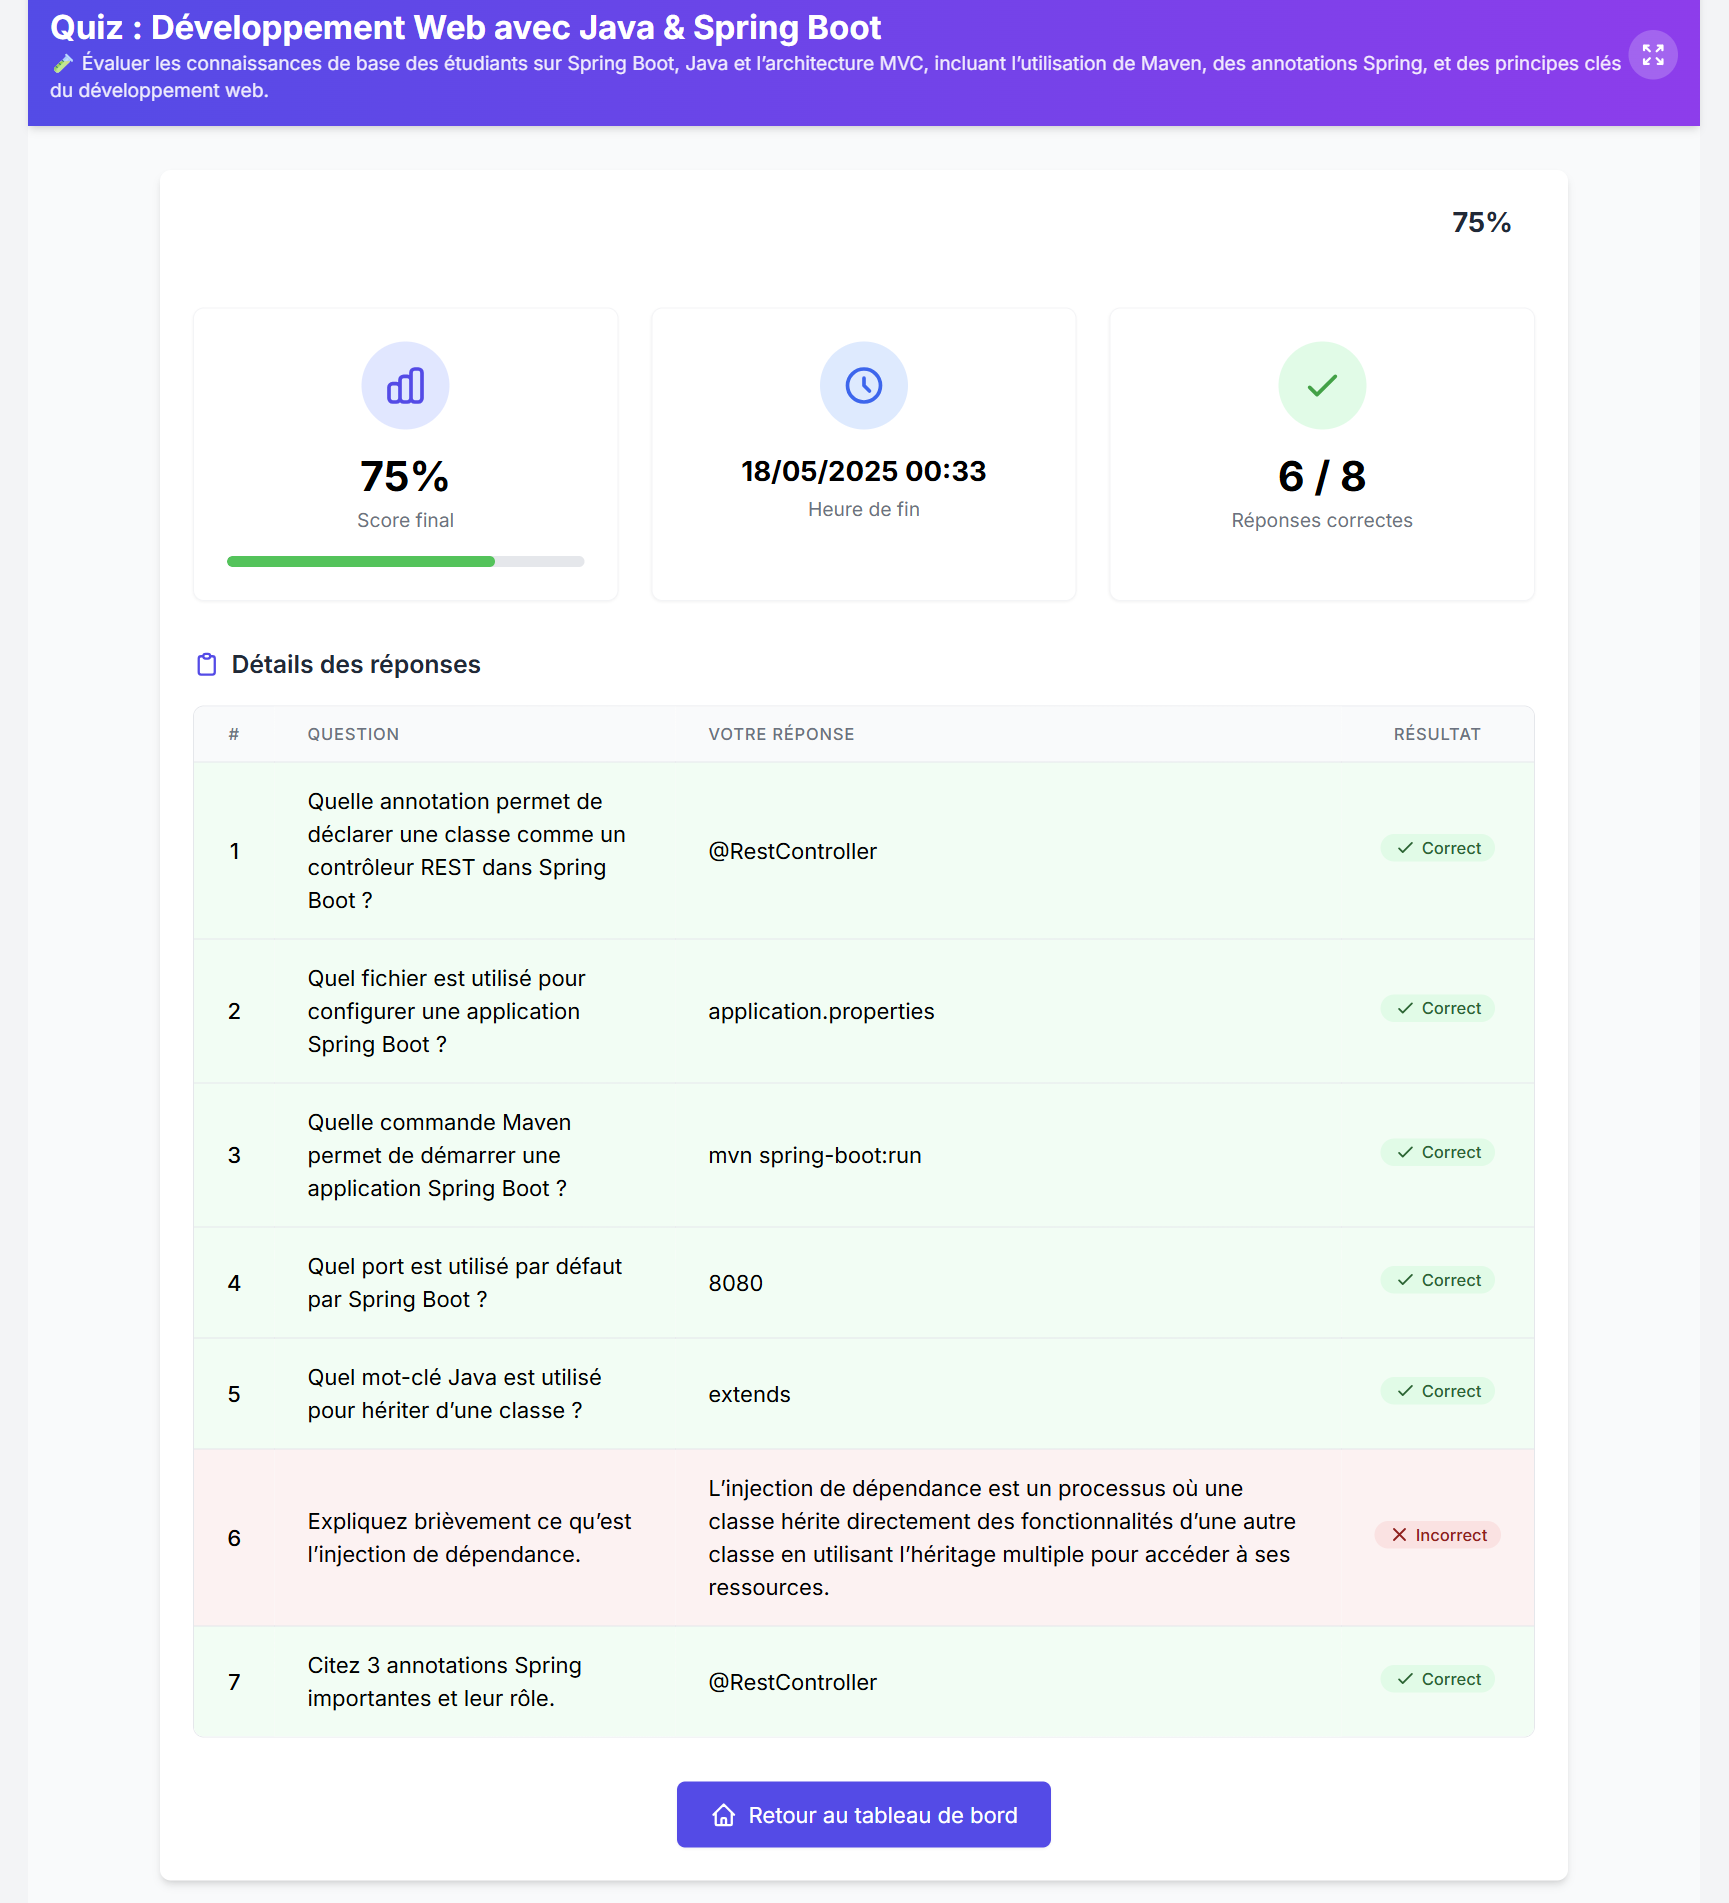 Quiz : Développement Web avec Java & Spring Boot
Évaluer les connaissances de base des étudiants sur Spring Boot, Java et l’architecture MVC, incluant l’utilisation de Maven, des annotations Spring, et des principes clés
du développement web.
75%
75%
Score final
18/05/2025 00:33
Heure de fin
6 / 8
Réponses correctes
Détails des réponses
# QUESTION VOTRE RÉPONSE RÉSULTAT
1
Quelle annotation permet de
déclarer une classe comme un
contrôleur REST dans Spring
Boot ?
@RestController
Correct
2
Quel fichier est utilisé pour
configurer une application
Spring Boot ?
application.properties
Correct
3
Quelle commande Maven
permet de démarrer une
application Spring Boot ?
mvn spring-boot:run
Correct
4
Quel port est utilisé par défaut
par Spring Boot ?
8080
Correct
5
Quel mot-clé Java est utilisé
pour hériter d’une classe ?
extends
Correct
6
Expliquez brièvement ce qu’est
l’injection de dépendance.
L’injection de dépendance est un processus où une
classe hérite directement des fonctionnalités d’une autre
classe en utilisant l’héritage multiple pour accéder à ses
ressources.
Incorrect
7
Citez 3 annotations Spring
importantes et leur rôle.
@RestController
Correct
Retour au tableau de bord